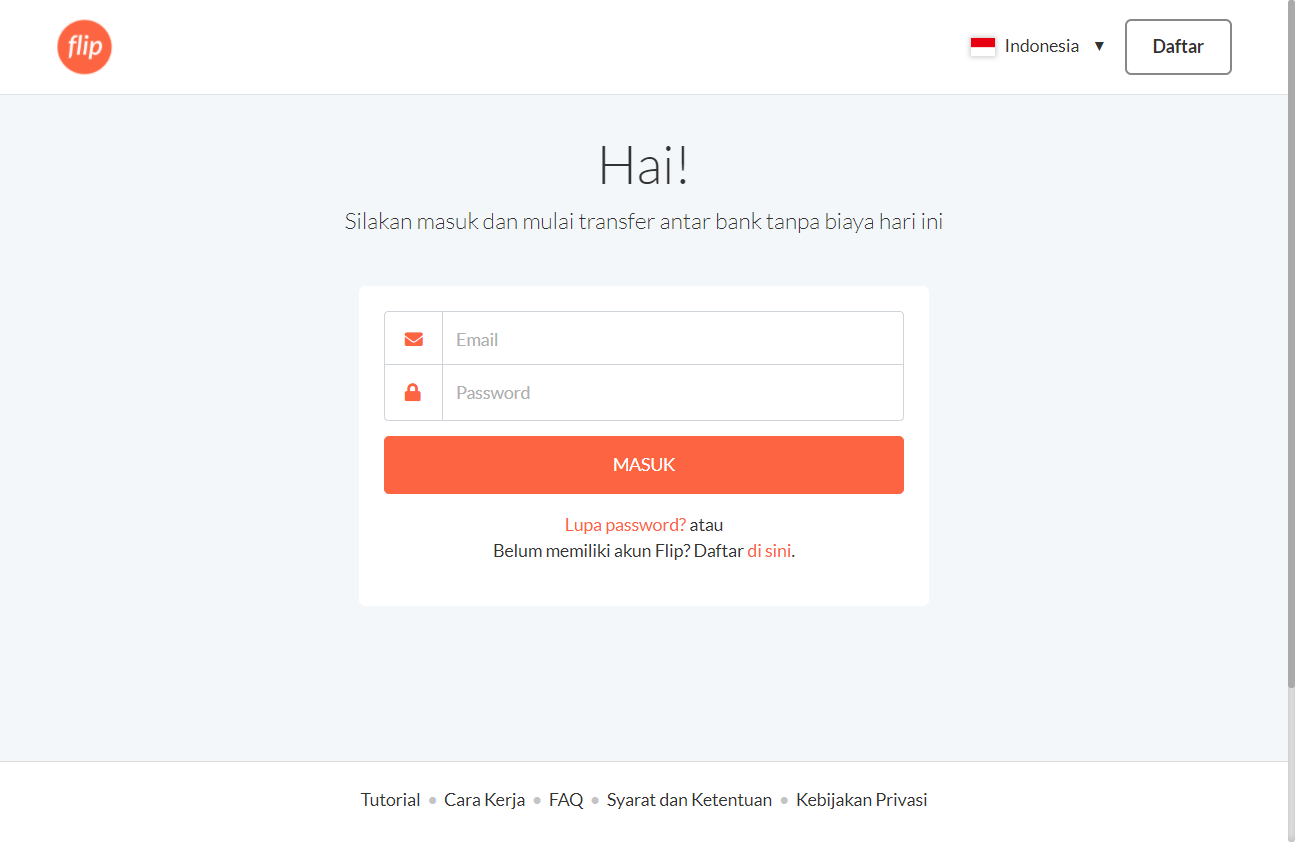 flip
Indonesia ▼
Daftar
Hai!
Silakan masuk dan mulai transfer antar bank tanpa biaya hari ini
Email
Password
MASUK
Lupa password? atau
Belum memiliki akun Flip? Daftar di sini.
Tutorial ● Cara Kerja ● FAQ ● Syarat dan Ketentuan ● Kebijakan Privasi